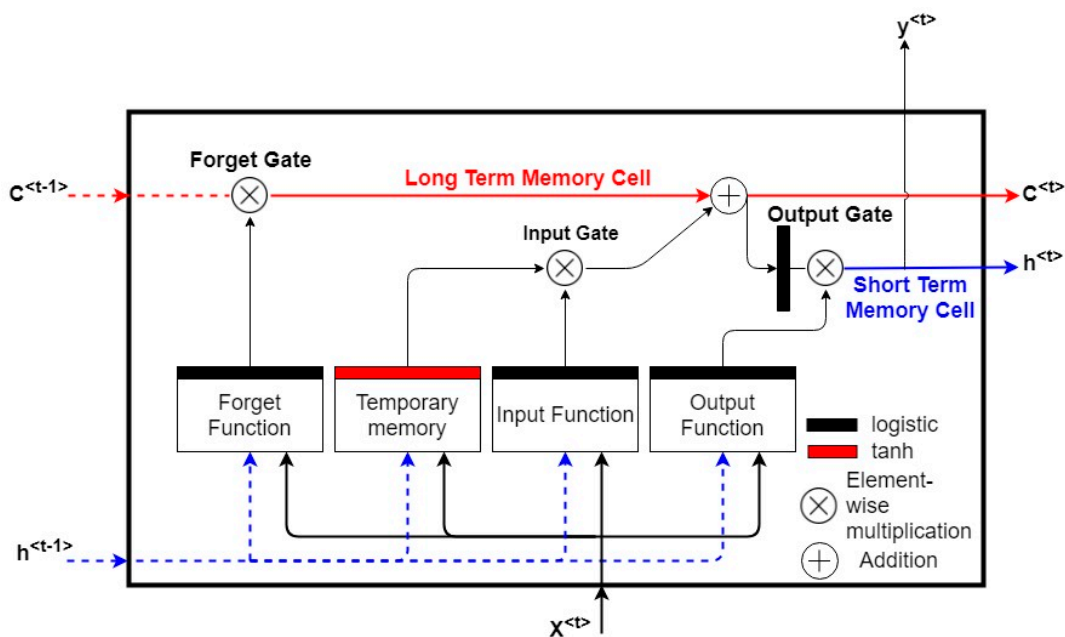 y<t>
Forget Gate
C<t-1>
Long Term Memory Cell
C<t>
Output Gate
Input Gate
h<t>
Short Term
Memory Cell
Forget
Function
Temporary
memory
Input Function
Output
Function
logistic
tanh
Element-
wise
multiplication
Addition
h<t-1>
X<t>